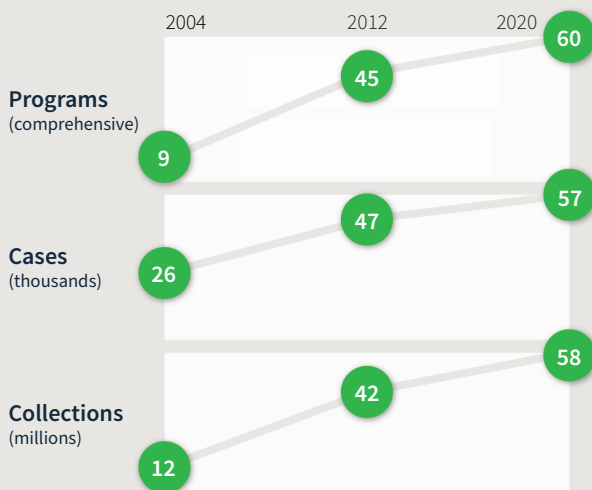 2004 2012 2020
60
45
Programs
(comprehensive)
9
57
47
Cases
(thousands)
26
58
42
Collections
(millions)
12